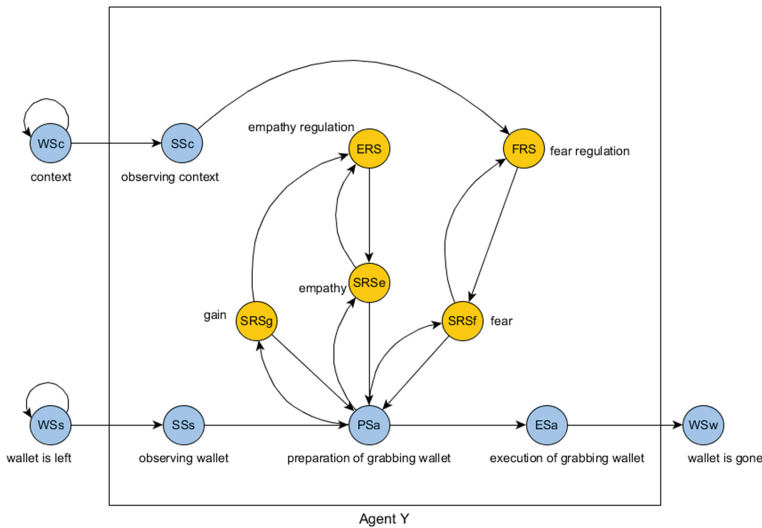 empathy regulation
WSc
SSc
ERS
FRS
fear regulation
context
observing context
SRSe
empathy
gain
SRSg
SRSf
fear
WSs
SSs
PSa
ESa
WSw
wallet is left
observing wallet
preparation of grabbing wallet
execution of grabbing wallet
wallet is gone
Agent Y